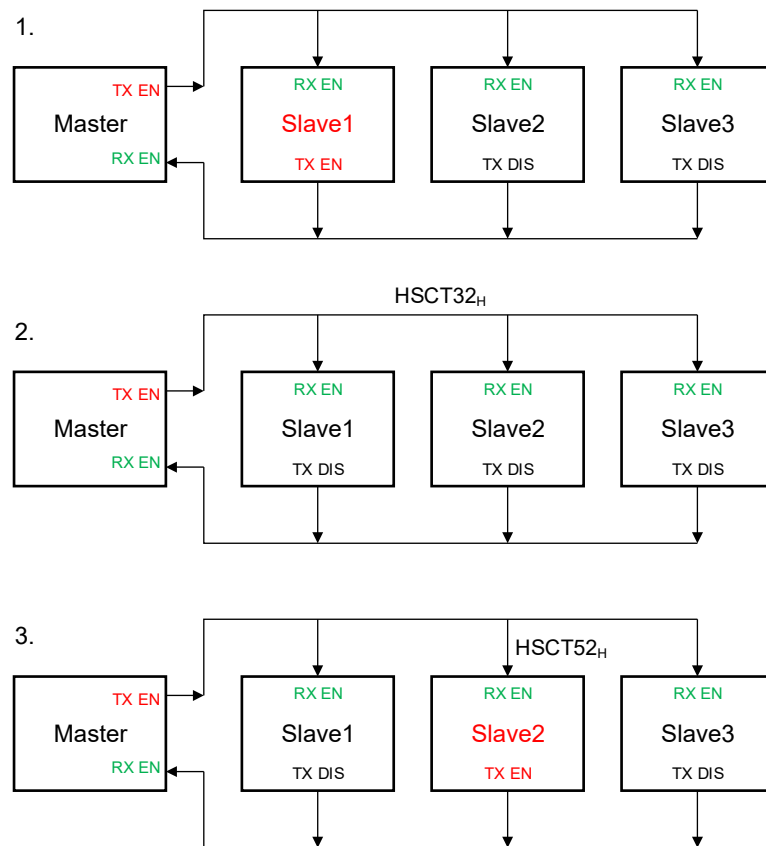 1.
TX EN
Master
RX EN
RX EN
Slave1
TX EN
RX EN
Slave2
TX DIS
RX EN
Slave3
TX DIS
HSCT32H
2.
TX EN
Master
RX EN
RX EN
Slave1
TX DIS
RX EN
Slave2
TX DIS
RX EN
Slave3
TX DIS
3.
HSCT52H
TX EN
Master
RX EN
RX EN
Slave1
TX DIS
RX EN
Slave2
TX EN
RX EN
Slave3
TX DIS